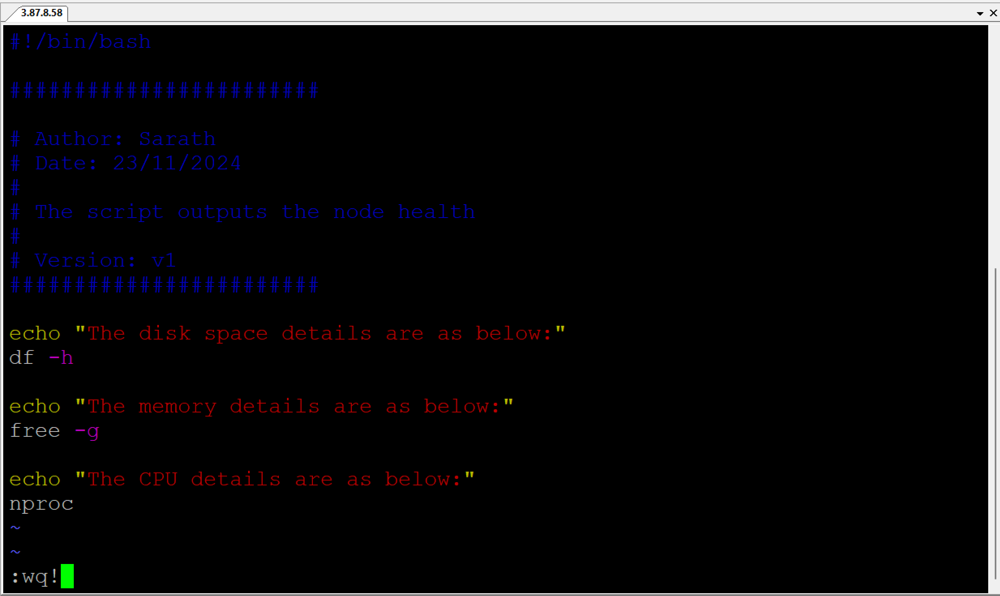 3.87.8.58
#!/bin/bash
########################
# Author: Sarath
# Date: 23/11/2024
#
# The script outputs the node health
#
# Version: v1
########################
echo "The disk space details are as below:"
df -h
echo "The memory details are as below:"
free -g
echo "The CPU details are as below:"
nproc
~
~
:wq!